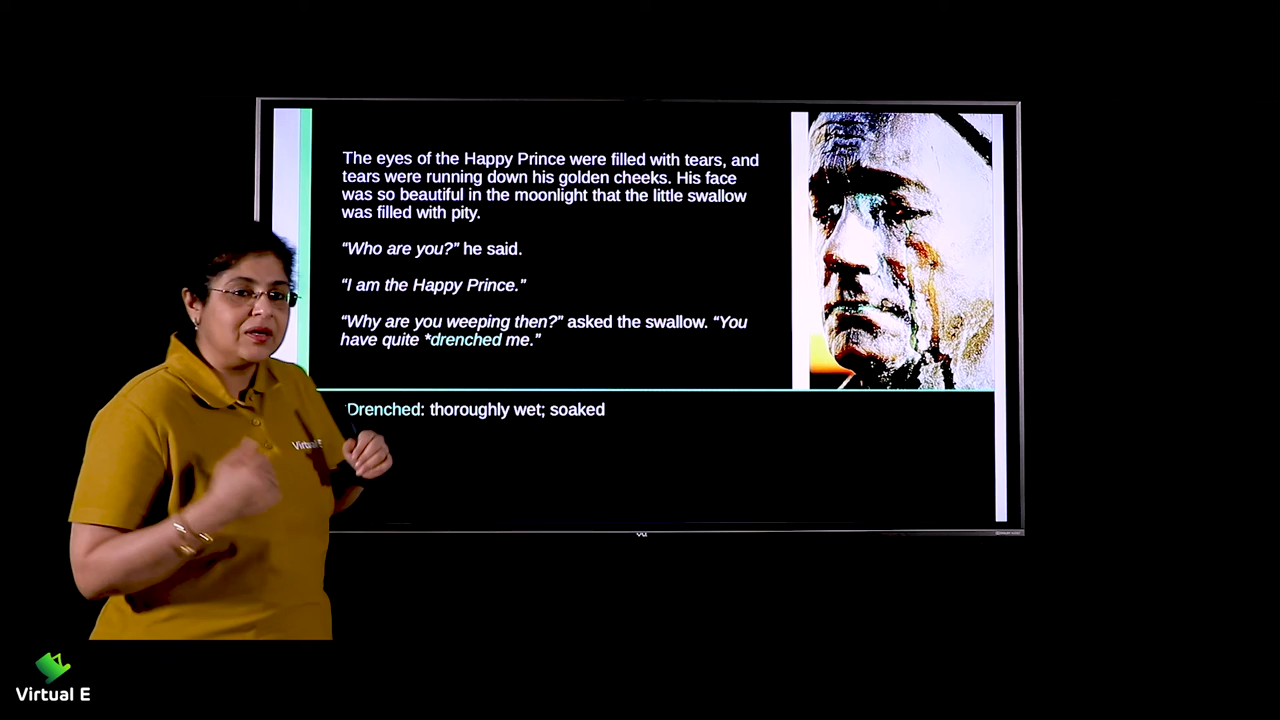 The eyes of the Happy Prince were filled with tears, and
tears were running down his golden cheeks. His face
was so beautiful in the moonlight that the little swallow
was filled with pity.
“Who are you?” he said.
“I am the Happy Prince.”
“Why are you weeping then?” asked the swallow. “You
have quite *drenched me.”
Drenched: thoroughly wet; soaked
Virtual E
vu
Virtual E